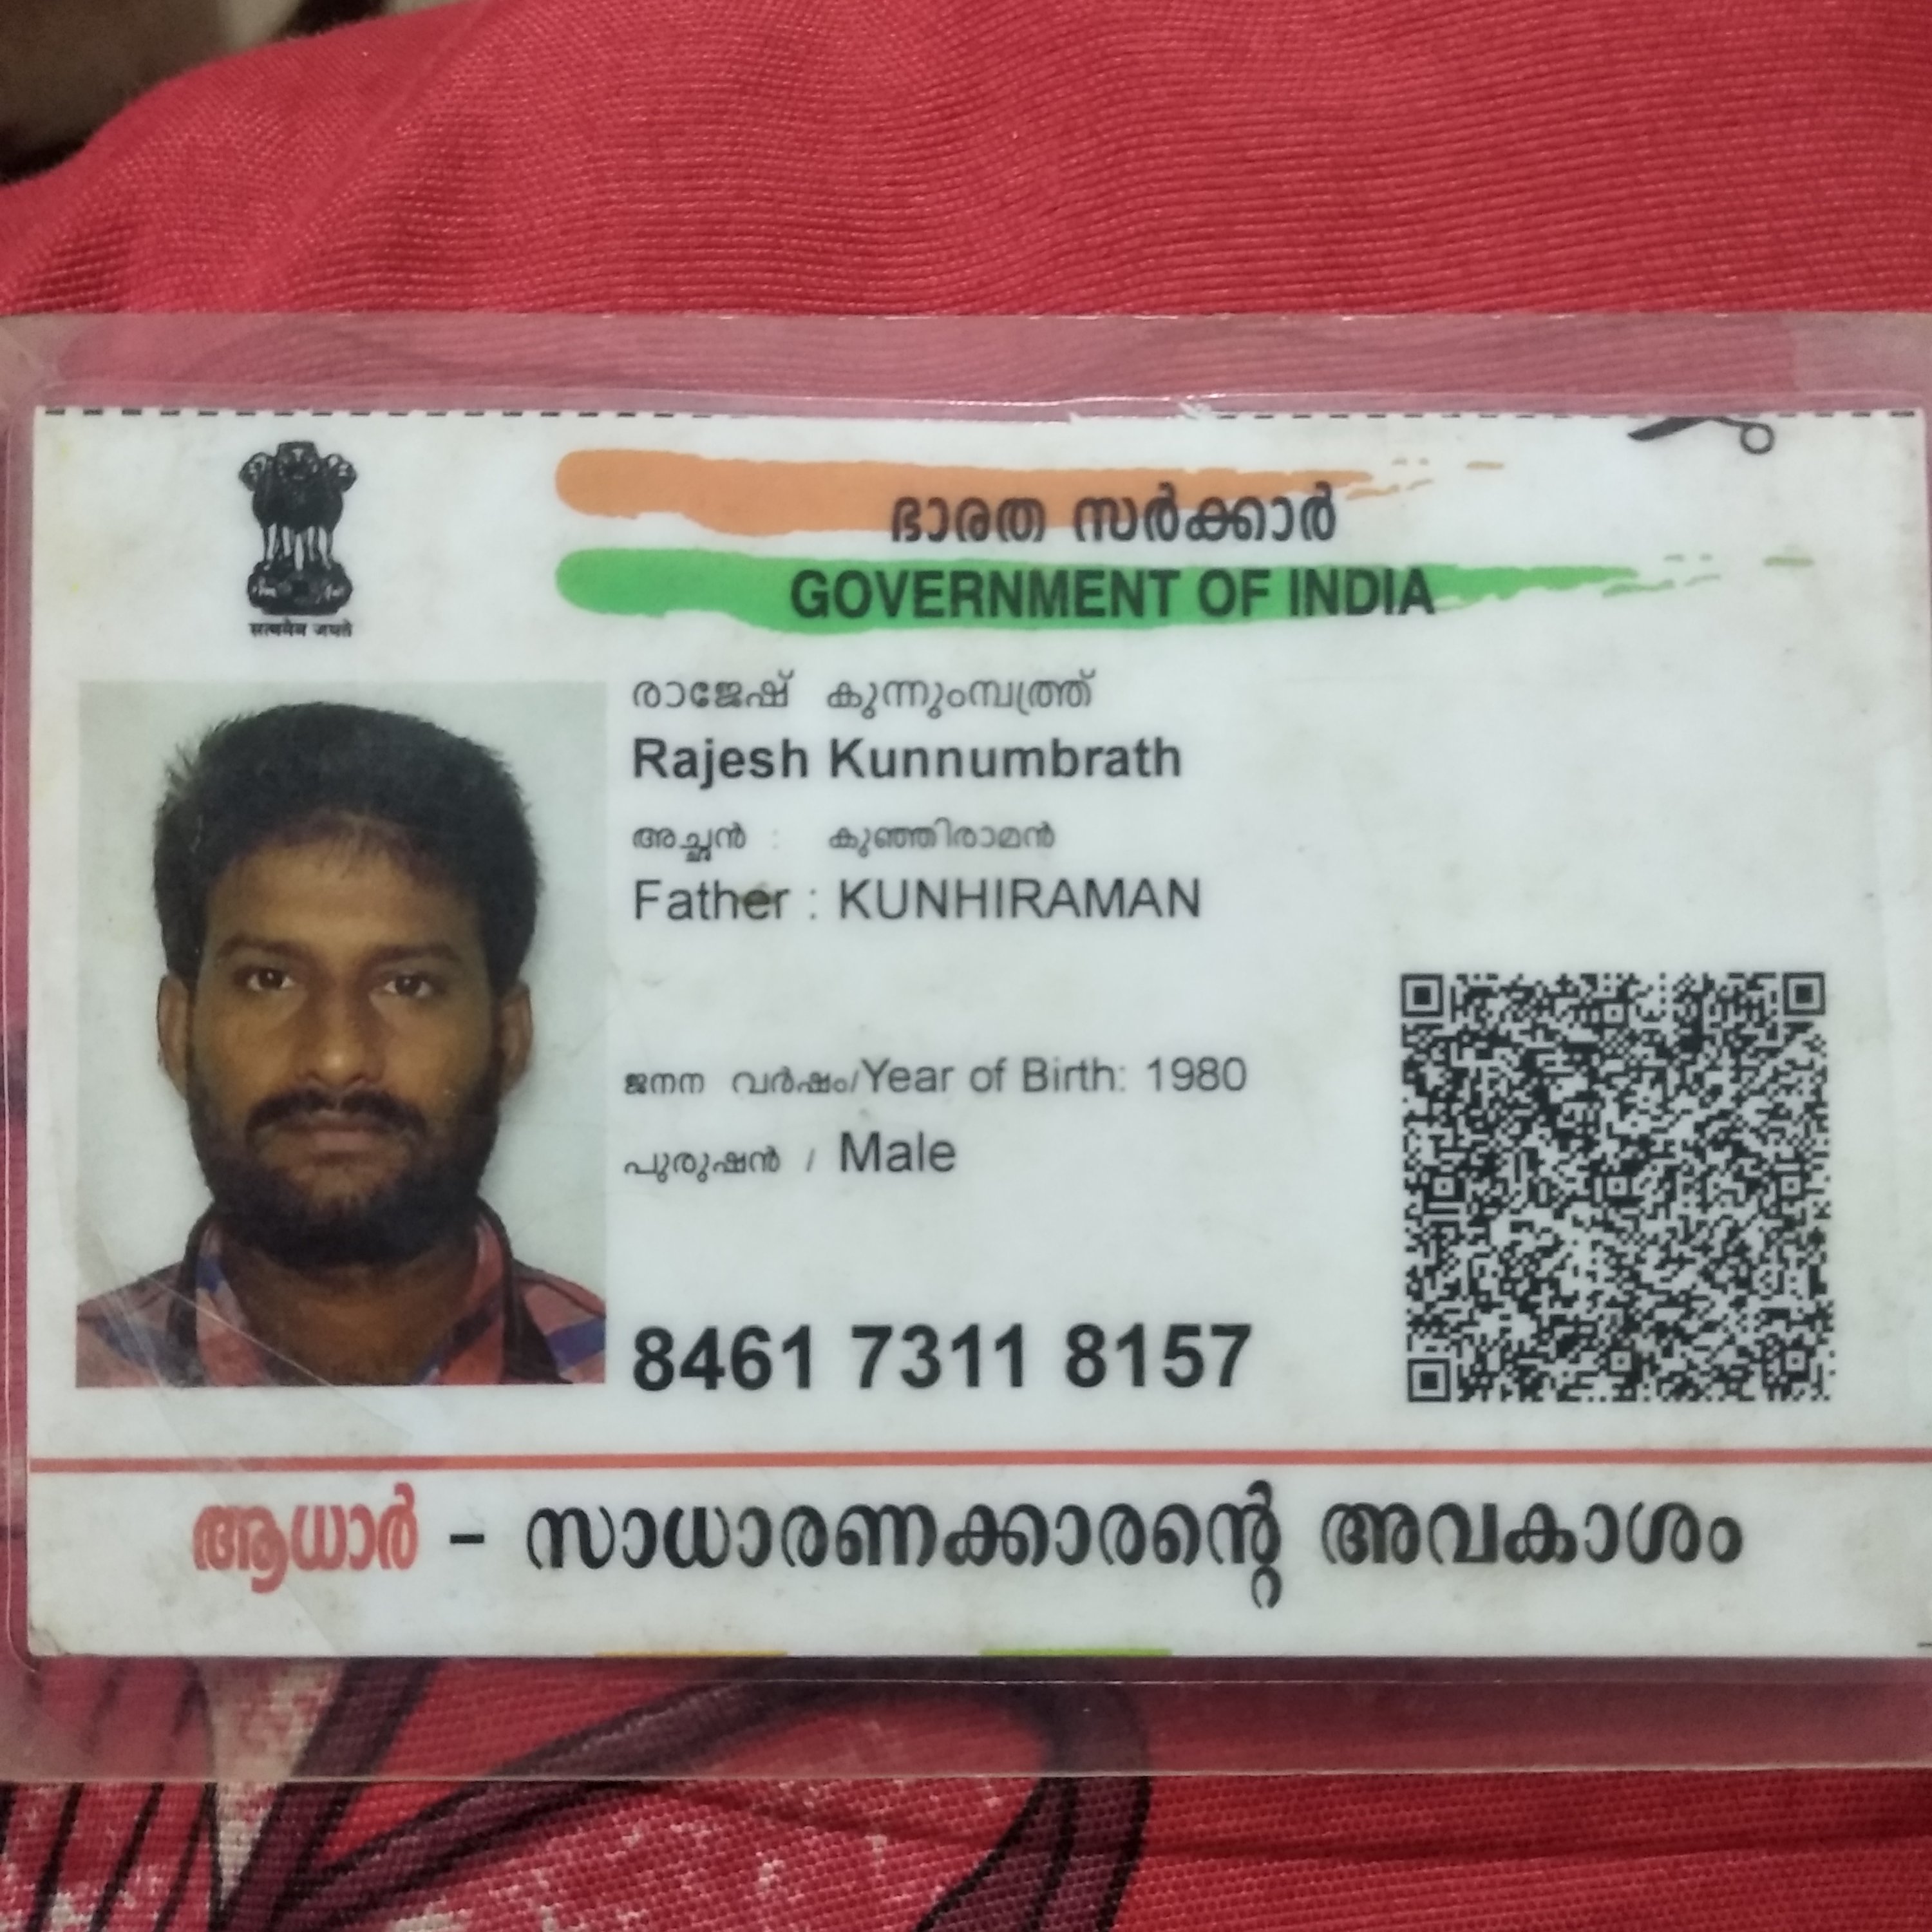 सत्यमेव जयते
ഭാരത സർക്കാർ
GOVERNMENT OF INDIA
രാജേഷ് കുന്നുംമ്പത്ത്ര്
Rajesh Kunnumbrath
അച്ഛൻ : കുഞ്ഞിരാമൻ
Father : KUNHIRAMAN
ജനന വർഷം/Year of Birth: 1980
പുരുഷൻ / Male
8461 7311 8157
ആധാർ - സാധാരണക്കാരന്റെ അവകാശം